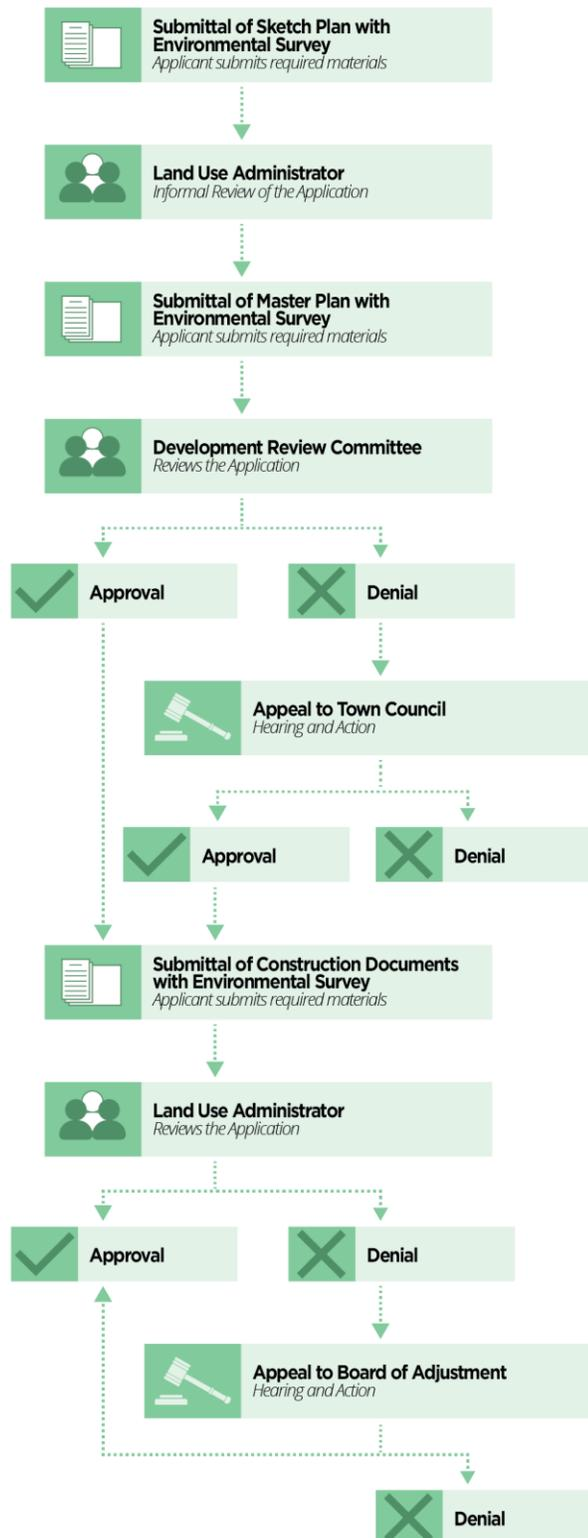 Submittal of Sketch Plan with
Environmental Survey
Applicant submits required materials
Land Use Administrator
Informal Review of the Application
Submittal of Master Plan with
Environmental Survey
Applicant submits required materials
Development Review Committee
Reviews the Application
Approval
Denial
Appeal to Town Council
Hearing and Action
Approval
Denial
Submittal of Construction Documents
with Environmental Survey
Applicant submits required materials
Land Use Administrator
Reviews the Application
Approval
Denial
Appeal to Board of Adjustment
Hearing and Action
Denial